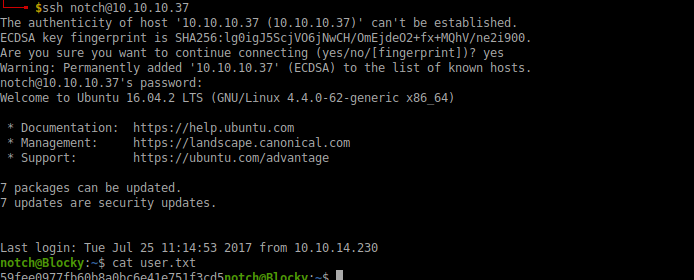 $ssh notch@10.10.10.37
The authenticity of host '10.10.10.37 (10.10.10.37)' can't be established.
ECDSA key fingerprint is SHA256:lg0igJ5ScjVO6jNwCH/OmEjdeO2+fx+MQhV/ne2i900.
Are you sure you want to continue connecting (yes/no/[fingerprint])? yes
Warning: Permanently added '10.10.10.37' (ECDSA) to the list of known hosts.
notch@10.10.10.37's password:
Welcome to Ubuntu 16.04.2 LTS (GNU/Linux 4.4.0-62-generic x86_64)
* Documentation: https://help.ubuntu.com
* Management: https://landscape.canonical.com
* Support: https://ubuntu.com/advantage
7 packages can be updated.
7 updates are security updates.
Last login: Tue Jul 25 11:14:53 2017 from 10.10.14.230
notch@Blocky:~$ cat user.txt
59fee0977fb60b8a0bc6e41e751f3cd5notch@Blocky:~$